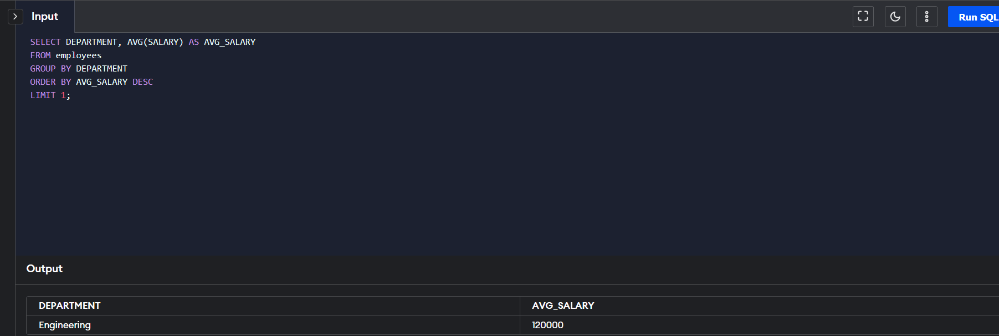 Input
Run SQL
SELECT DEPARTMENT, AVG(SALARY) AS AVG_SALARY
FROM employees
GROUP BY DEPARTMENT
ORDER BY AVG_SALARY DESC
LIMIT 1;
Output
DEPARTMENT AVG_SALARY
Engineering 120000